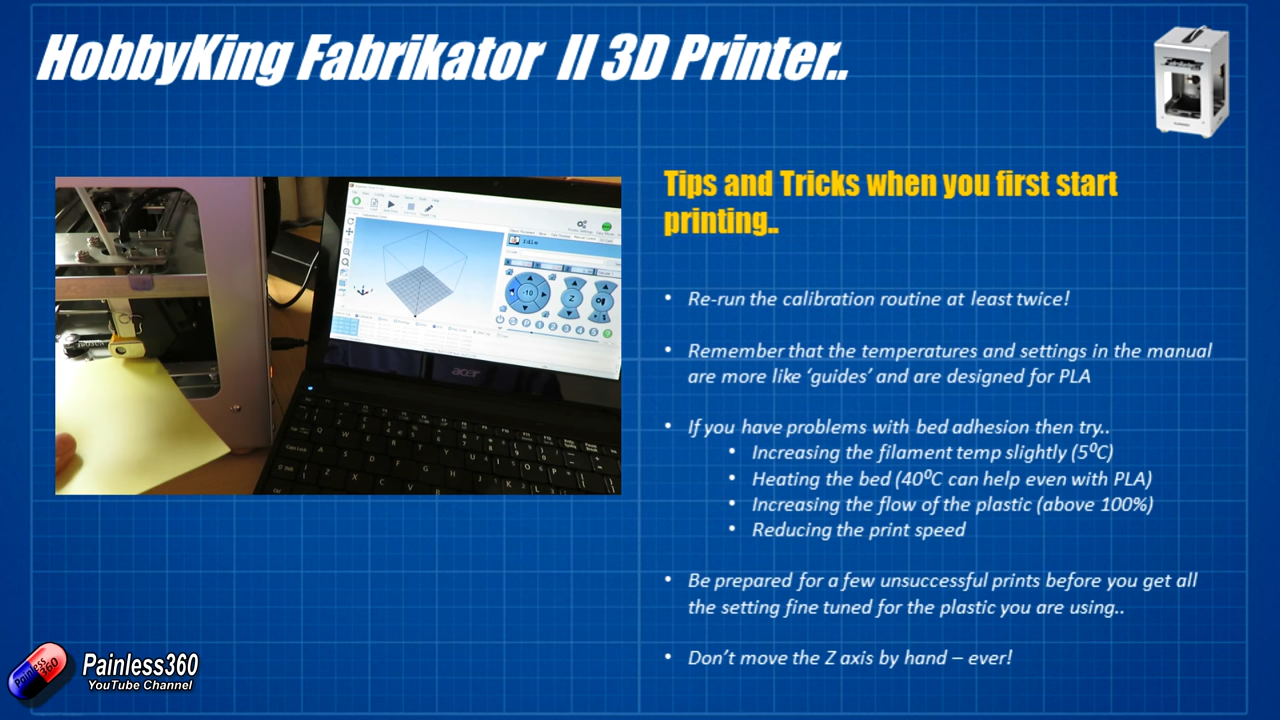 HobbyKing Fabrikator II 3D Printer..
Tips and Tricks when you first start
printing..
• Re-run the calibration routine at least twice!
• Remember that the temperatures and settings in the manual
are more like ‘guides’ and are designed for PLA
• If you have problems with bed adhesion then try..
• Increasing the filament temp slightly (5⁰C)
• Heating the bed (40⁰C can help even with PLA)
• Increasing the flow of the plastic (above 100%)
• Reducing the print speed
• Be prepared for a few unsuccessful prints before you get all
the setting fine tuned for the plastic you are using..
• Don’t move the Z axis by hand – ever!
Idle
-10
Z
acer
Painless
360
Painless360
YouTube Channel